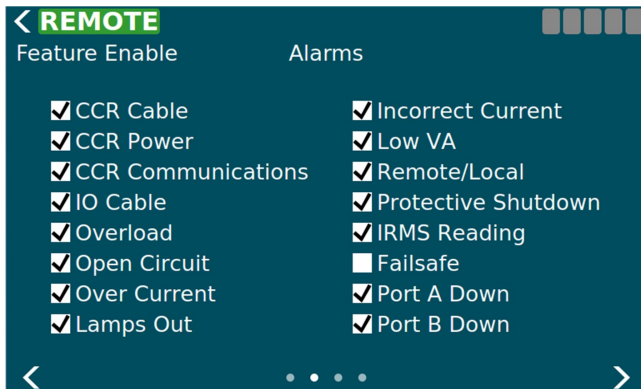 REMOTE
Feature Enable Alarms
CCR Cable
CCR Power
CCR Communications
IO Cable
Overload
Open Circuit
Over Current
Lamps Out
Incorrect Current
Low VA
Remote/Local
Protective Shutdown
IRMS Reading
Failsafe
Port A Down
Port B Down